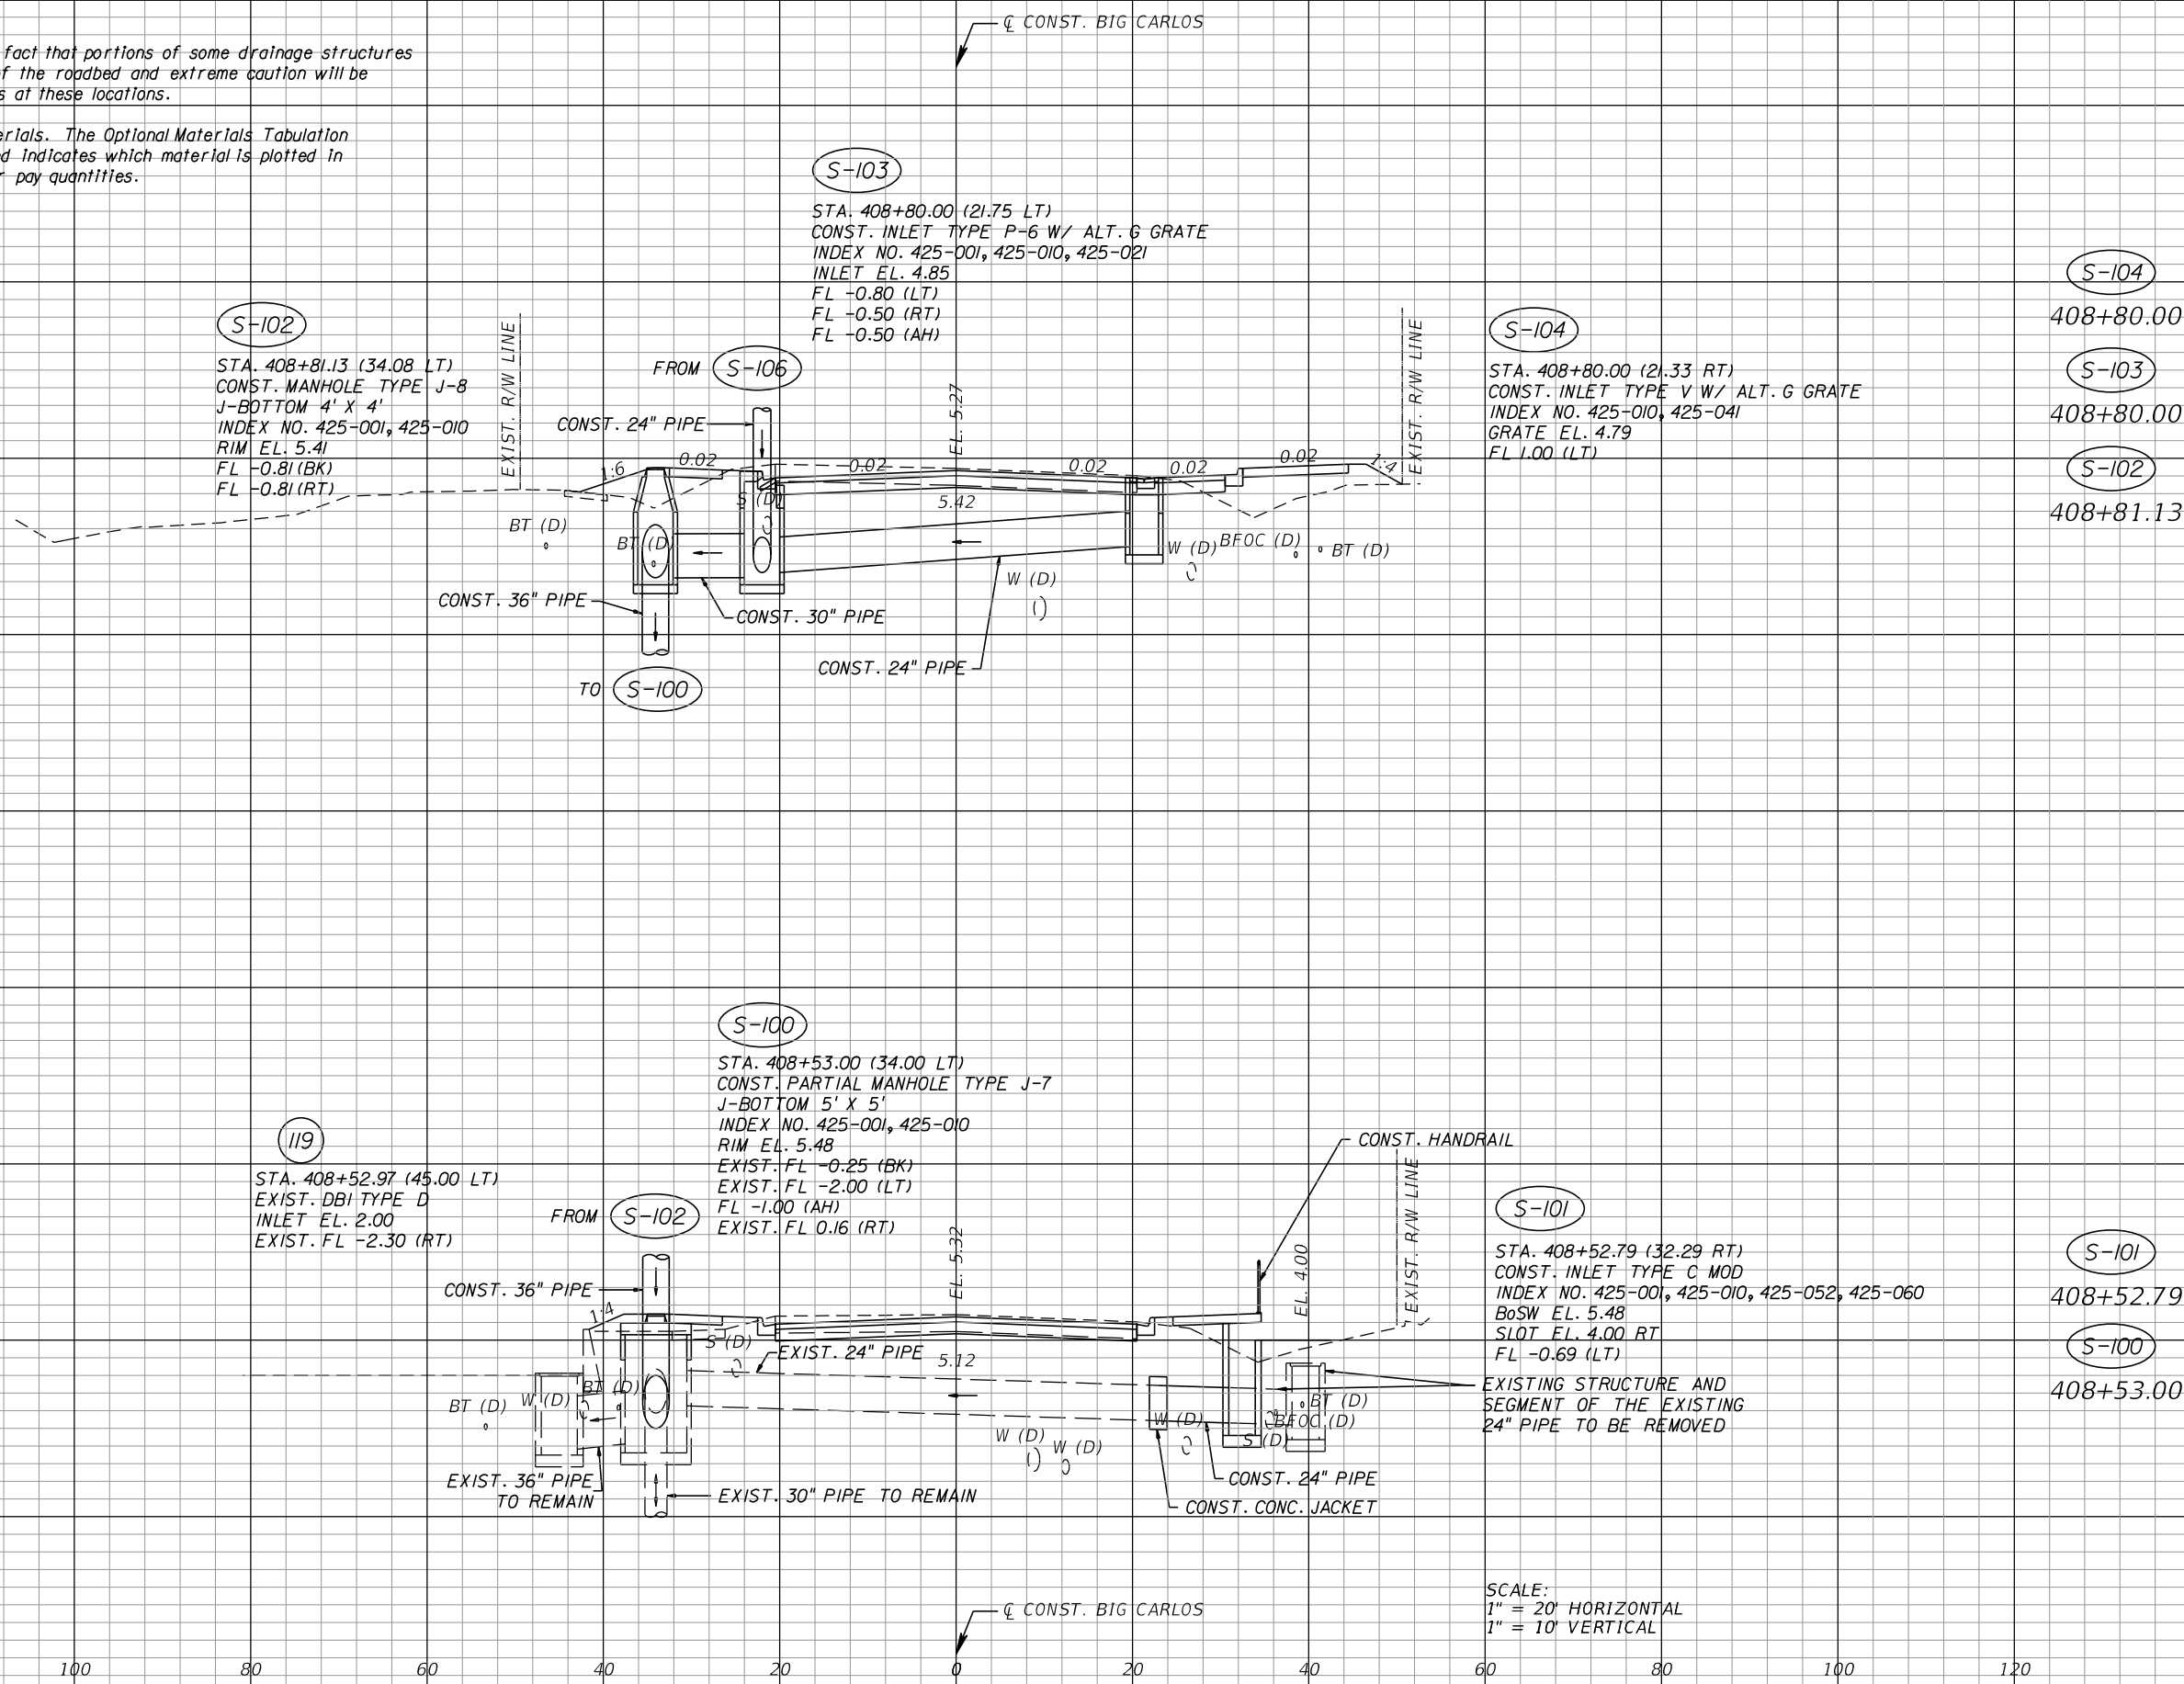 ℄ CONST. BIG CARLOS
fact that portions of some drainage structures
of the roadbed and extreme caution will be
s at these locations.
erials. The Optional Materials Tabulation
d indicates which material is plotted in
r pay quantities.
S-103
STA. 408+80.00 (21.75 LT)
CONST. INLET TYPE P-6 W/ ALT. G GRATE
INDEX NO. 425-001, 425-010, 425-021
INLET EL. 4.85
FL -0.80 (LT)
FL -0.50 (RT)
FL -0.50 (AH)
S-102
STA. 408+81.13 (34.08 LT)
CONST. MANHOLE TYPE J-8
J-BOTTOM 4' X 4'
INDEX NO. 425-001, 425-010
RIM EL. 5.41
FL -0.81 (BK)
FL -0.81 (RT)
EXIST. R/W LINE
FROM S-106
CONST. 24" PIPE
EL. 5.27
EXIST. R/W LINE
S-104
STA. 408+80.00 (21.33 RT)
CONST. INLET TYPE V W/ ALT. G GRATE
INDEX NO. 425-010, 425-041
GRATE EL. 4.79
FL 1.00 (LT)
S-104
408+80.00
S-103
408+80.00
S-102
408+81.13
1:6
0.02
0.02
0.02
0.02
0.02
1:4
S (D)
5.42
BT (D)
BT (D)
W (D)
BFOC (D)
BT (D)
W (D)
CONST. 36" PIPE
CONST. 30" PIPE
CONST. 24" PIPE
TO S-100
S-100
STA. 408+53.00 (34.00 LT)
CONST. PARTIAL MANHOLE TYPE J-7
J-BOTTOM 5' X 5'
INDEX NO. 425-001, 425-010
RIM EL. 5.48
EXIST. FL -0.25 (BK)
EXIST. FL -2.00 (LT)
FL -1.00 (AH)
EXIST. FL 0.16 (RT)
119
STA. 408+52.97 (45.00 LT)
EXIST. DBI TYPE D
INLET EL. 2.00
EXIST. FL -2.30 (RT)
FROM S-102
CONST. 36" PIPE
EL. 5.32
CONST. HANDRAIL
EL. 4.00
EXIST. R/W LINE
S-101
STA. 408+52.79 (32.29 RT)
CONST. INLET TYPE C MOD
INDEX NO. 425-001, 425-010, 425-052, 425-060
BoSW EL. 5.48
SLOT EL. 4.00 RT
FL -0.69 (LT)
EXISTING STRUCTURE AND
SEGMENT OF THE EXISTING
24" PIPE TO BE REMOVED
S-101
408+52.79
S-100
408+53.00
1:4
S (D)
EXIST. 24" PIPE
5.12
BT (D)
W (D)
BT (D)
BT (D)
W (D)
BFOC (D)
W (D)
W (D)
S (D)
EXIST. 36" PIPE
TO REMAIN
EXIST. 30" PIPE TO REMAIN
CONST. 24" PIPE
CONST. CONC. JACKET
℄ CONST. BIG CARLOS
SCALE:
1" = 20' HORIZONTAL
1" = 10' VERTICAL
100 80 60 40 20 0 20 40 60 80 100 120